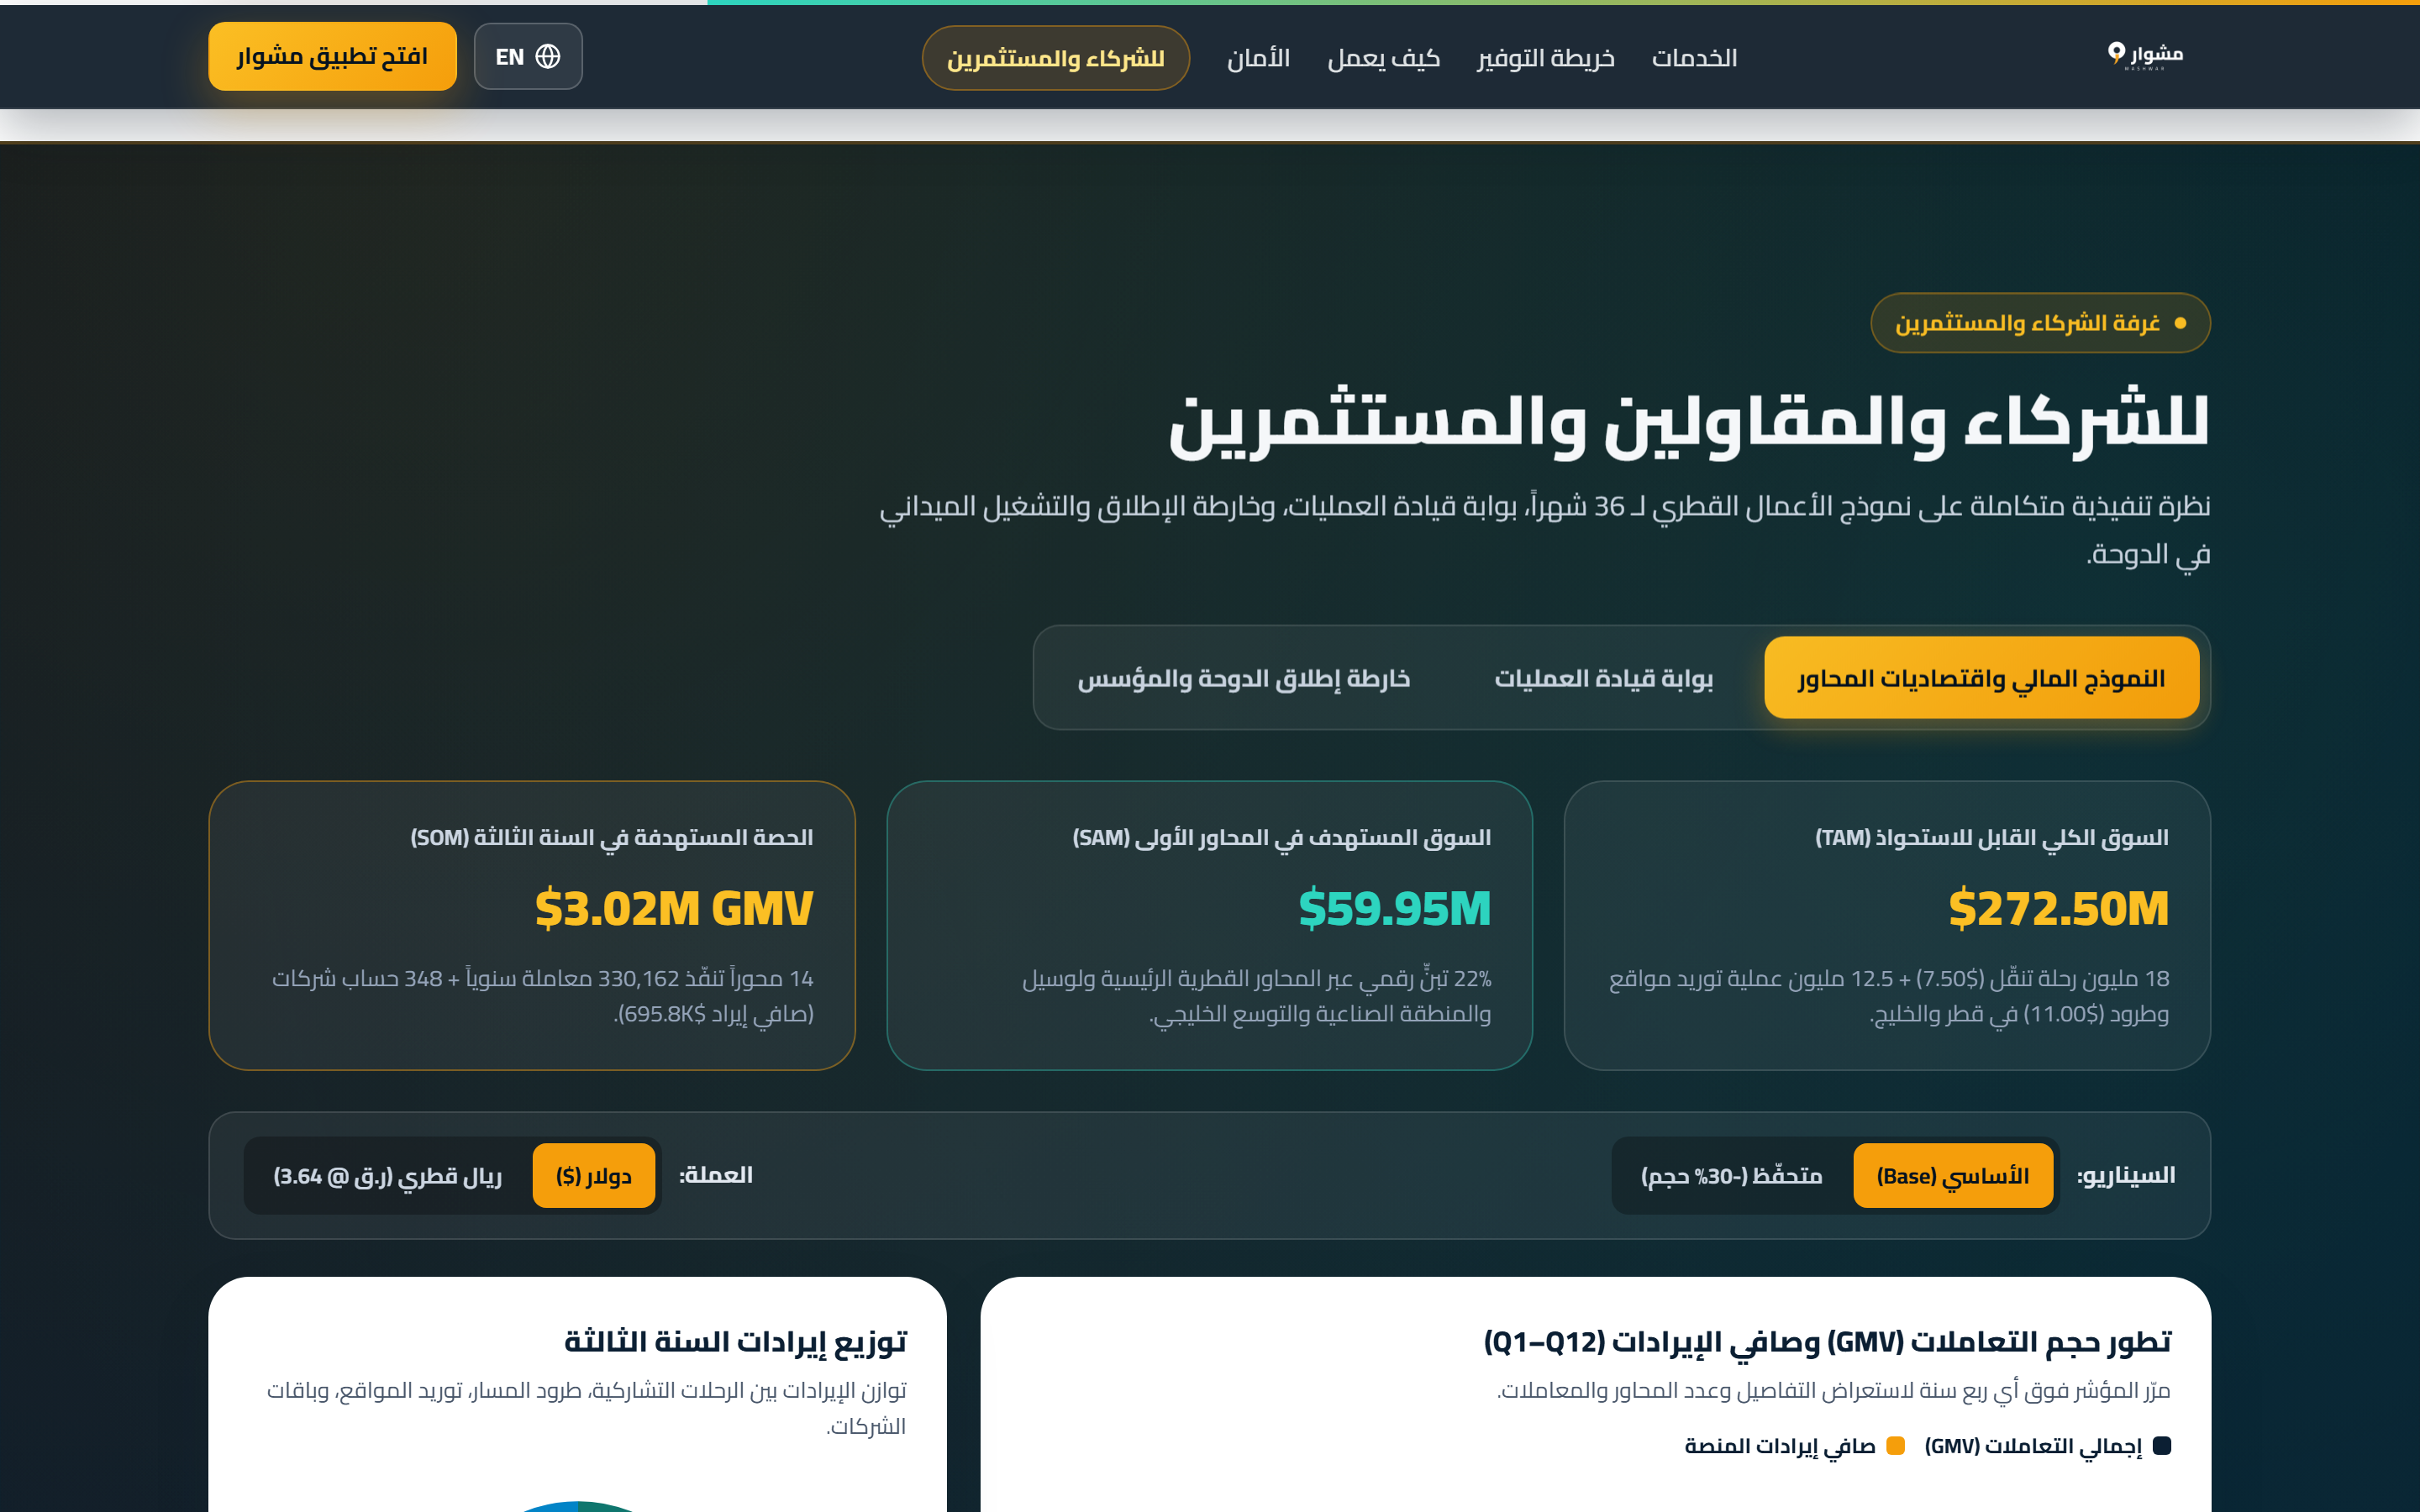 مشوار
MASHWAR
الخدمات
خريطة التوفير
كيف يعمل
الأمان
للشركاء والمستثمرين
EN
افتح تطبيق مشوار
غرفة الشركاء والمستثمرين
للشركاء والمقاولين والمستثمرين
نظرة تنفيذية متكاملة على نموذج الأعمال القطري لـ 36 شهراً، بوابة قيادة العمليات، وخارطة الإطلاق والتشغيل الميداني
في الدوحة.
النموذج المالي واقتصاديات المحاور
بوابة قيادة العمليات
خارطة إطلاق الدوحة والمؤسس
السوق الكلي القابل للاستحواذ (TAM)
$272.50M
18 مليون رحلة تنقّل ($7.50) + 12.5 مليون عملية توريد مواقع
وطرود ($11.00) في قطر والخليج.
السوق المستهدف في المحاور الأولى (SAM)
$59.95M
22% تبنٍّ رقمي عبر المحاور القطرية الرئيسية ولوسيل
والمنطقة الصناعية والتوسع الخليجي.
الحصة المستهدفة في السنة الثالثة (SOM)
$3.02M GMV
14 محوراً تنفّذ 330,162 معاملة سنوياً + 348 حساب شركات
(صافي إيراد $695.8K).
السيناريو:
الأساسي (Base)
متحفّظ (-30% حجم)
العملة:
دولار ($)
ريال قطري (ر.ق @ 3.64)
تطور حجم التعاملات (GMV) وصافي الإيرادات (Q1–Q12)
مرّر المؤشر فوق أي ربع سنة لاستعراض التفاصيل وعدد المحاور والمعاملات.
إجمالي التعاملات (GMV)
صافي إيرادات المنصة
توزيع إيرادات السنة الثالثة
توازن الإيرادات بين الرحلات التشاركية، طرود المسار، توريد المواقع، وباقات
الشركات.